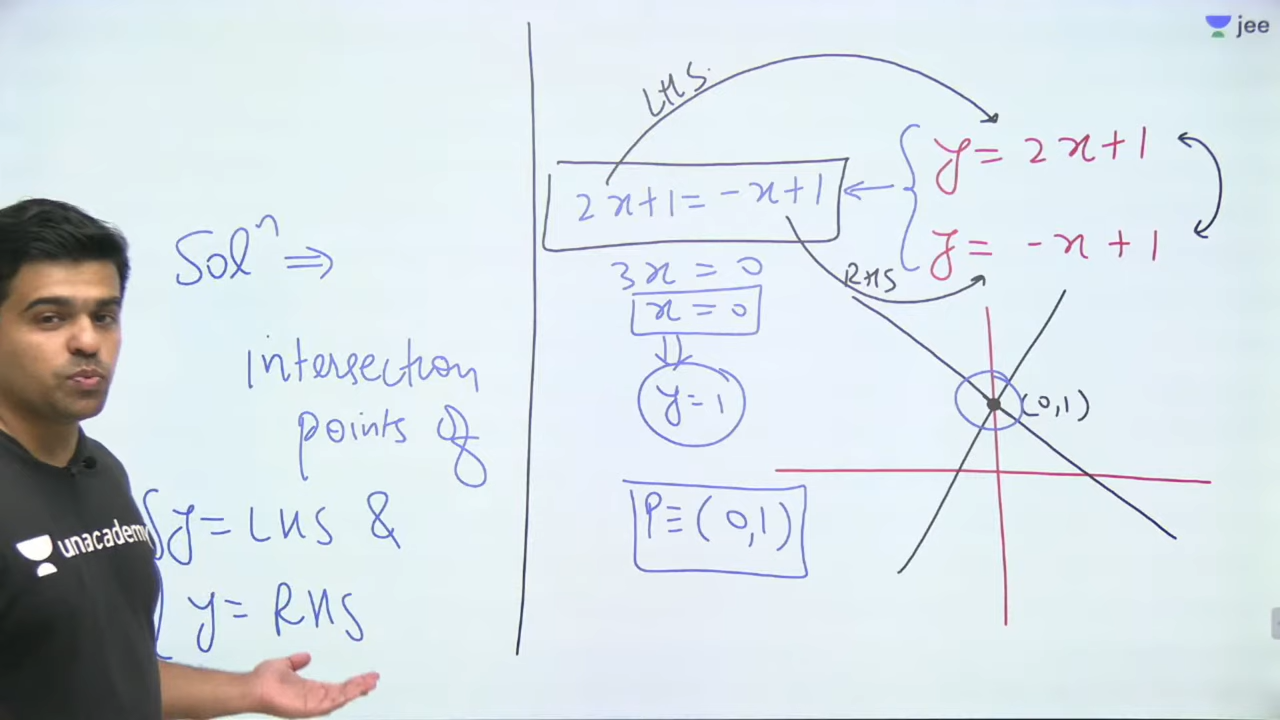 jee
Solⁿ ⇒
intersection
points of
y = LHS &
y = RHS
unacademy
LHS
2x+1 = -x+1
y = 2x+1
y = -x+1
RHS
3x = 0
x = 0
y = 1
P ≡ (0,1)
(0,1)